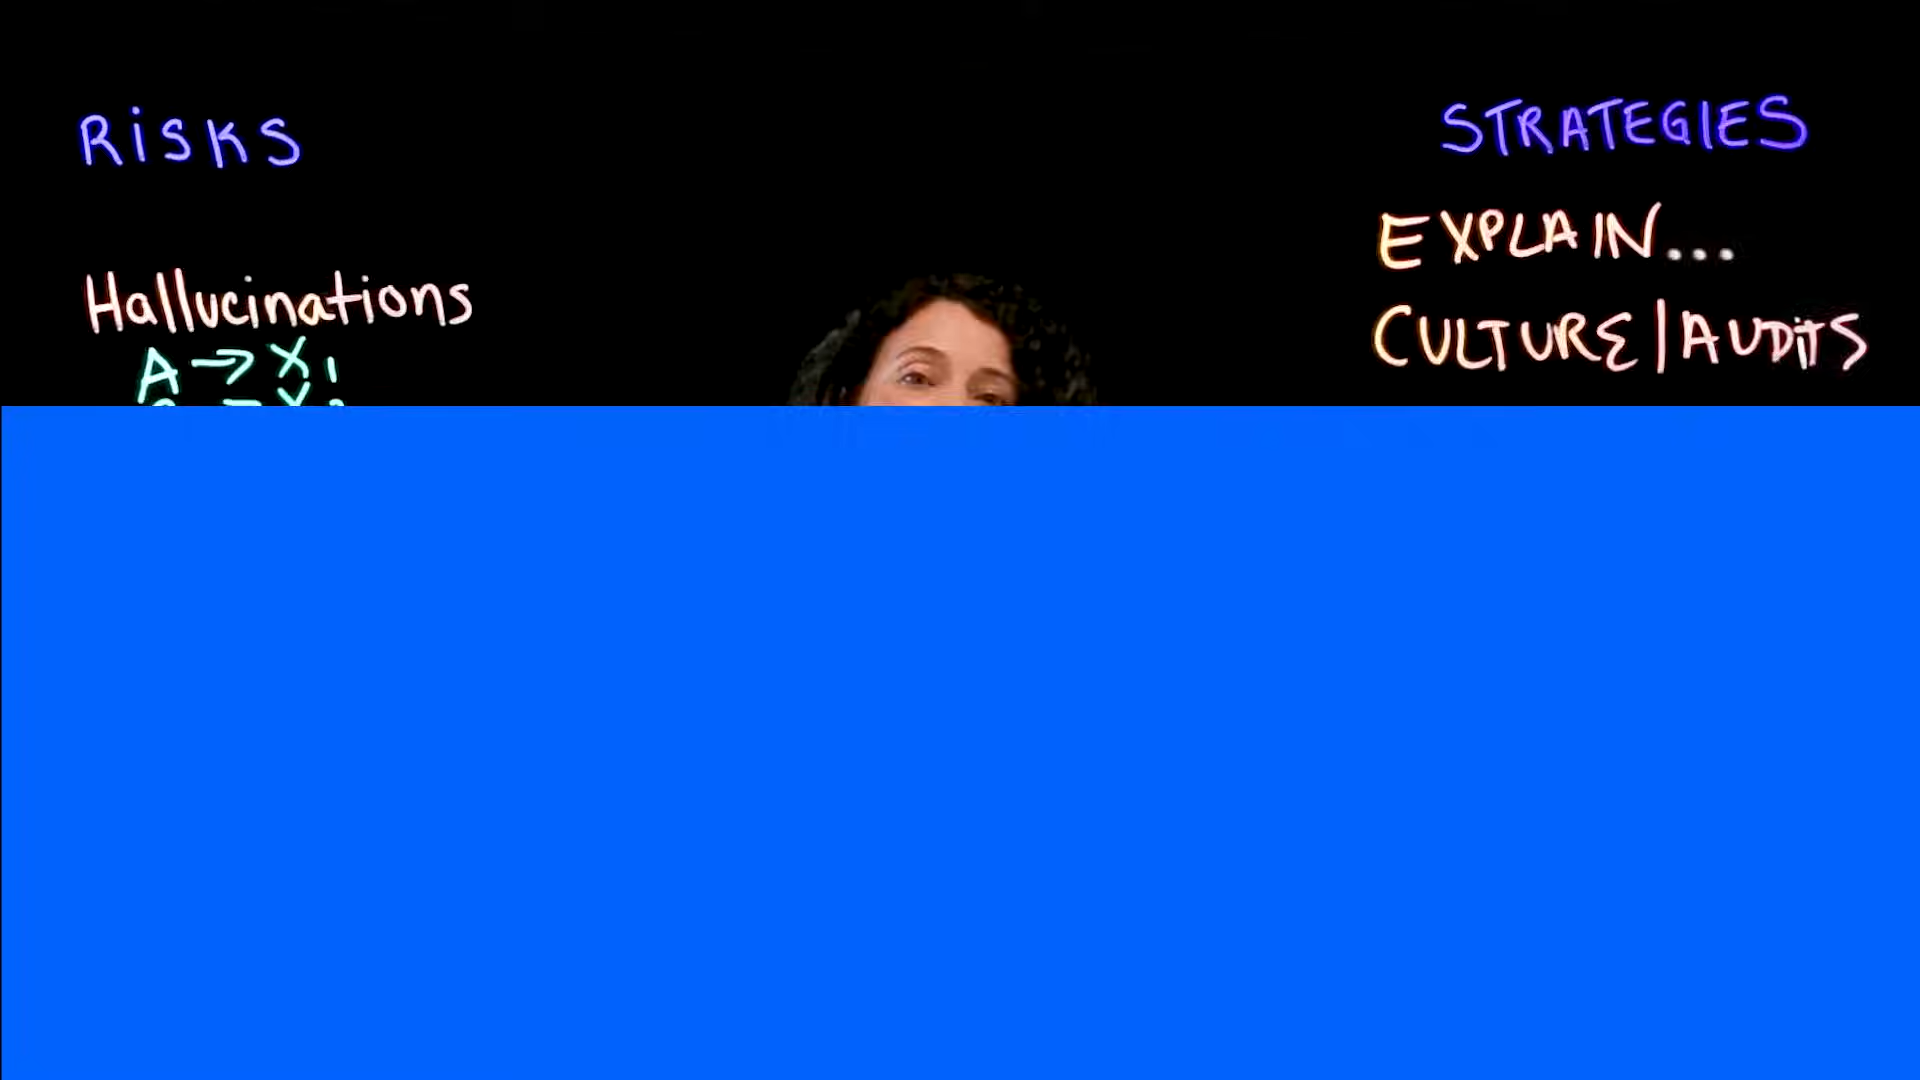 RISKS
Hallucinations
A → X,
STRATEGIES
EXPLAIN...
CULTURE/AUDITS